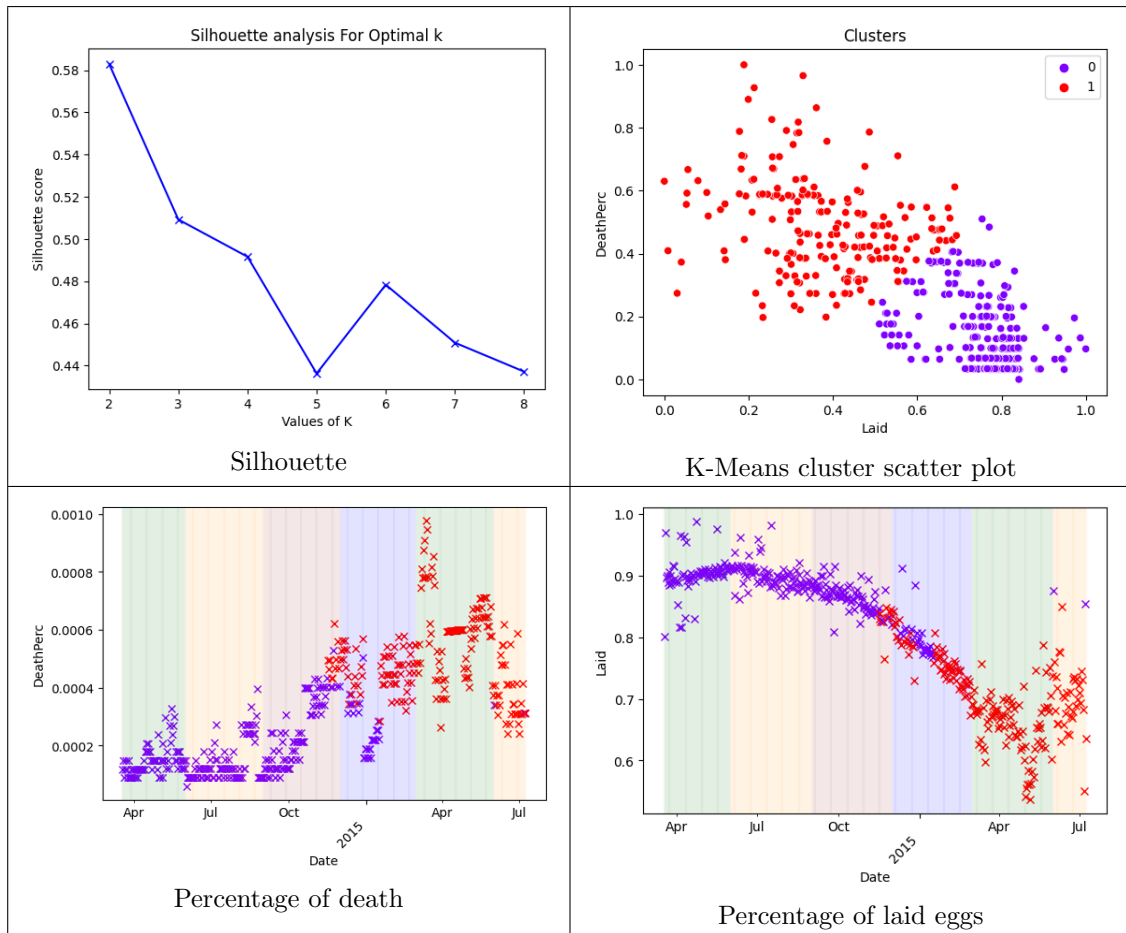 Silhouette analysis For Optimal k
0.58
0.56
0.54
0.52
0.50
0.48
0.46
0.44
Silhouette score
2 3 4 5 6 7 8
Values of K
Silhouette
Clusters
0
1
1.0
0.8
0.6
0.4
0.2
0.0
DeathPerc
0.0 0.2 0.4 0.6 0.8 1.0
Laid
K-Means cluster scatter plot
0.0010
0.0008
0.0006
0.0004
0.0002
DeathPerc
Apr Jul Oct 2015 Apr Jul
Date
Percentage of death
1.0
0.9
0.8
0.7
0.6
Laid
Apr Jul Oct 2015 Apr Jul
Date
Percentage of laid eggs